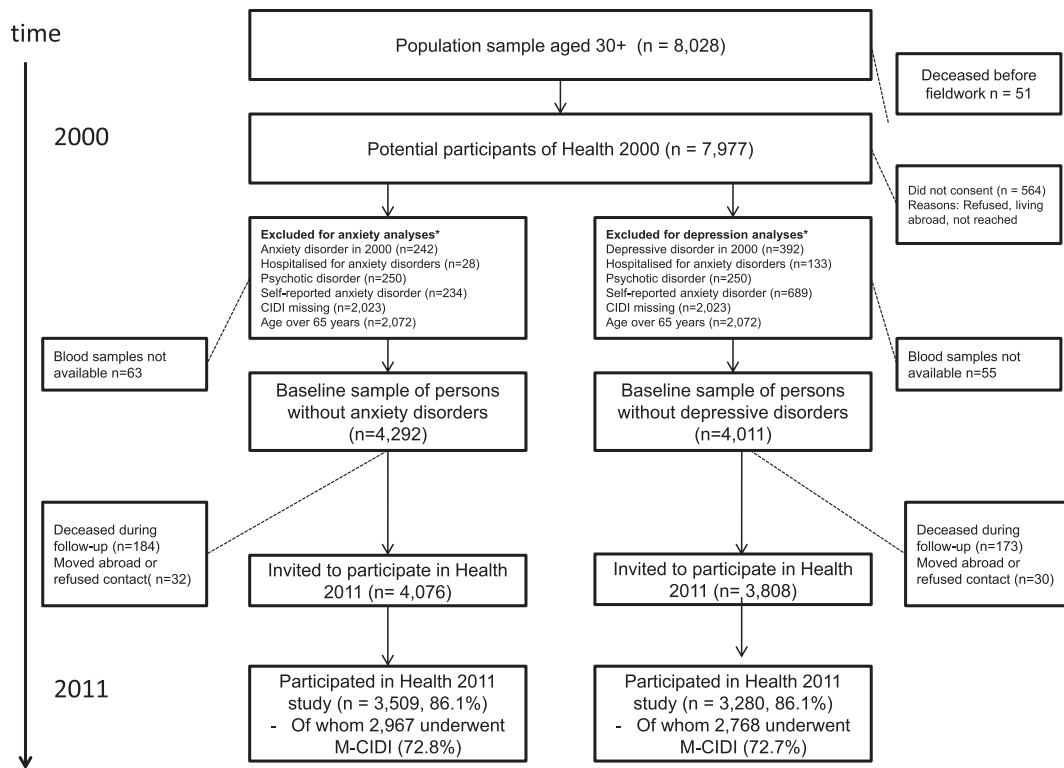 time
Population sample aged 30+ (n = 8,028)
Deceased before
fieldwork n = 51
2000
Potential participants of Health 2000 (n = 7,977)
Did not consent (n = 564)
Reasons: Refused, living
abroad, not reached
Excluded for anxiety analyses*
Anxiety disorder in 2000 (n=242)
Hospitalised for anxiety disorders (n=28)
Psychotic disorder (n=250)
Self-reported anxiety disorder (n=234)
CIDI missing (n=2,023)
Age over 65 years (n=2,072)
Excluded for depression analyses*
Depressive disorder in 2000 (n=392)
Hospitalised for anxiety disorders (n=133)
Psychotic disorder (n=250)
Self-reported anxiety disorder (n=689)
CIDI missing (n=2,023)
Age over 65 years (n=2,072)
Blood samples not
available n=63
Blood samples not
available n=55
Baseline sample of persons
without anxiety disorders
(n=4,292)
Baseline sample of persons
without depressive disorders
(n=4,011)
Deceased during
follow-up (n=184)
Moved abroad or
refused contact( n=32)
Deceased during
follow-up (n=173)
Moved abroad or
refused contact (n=30)
Invited to participate in Health
2011 (n= 4,076)
Invited to participate in Health
2011 (n= 3,808)
2011
Participated in Health 2011
study (n = 3,509, 86.1%)
- Of whom 2,967 underwent
M-CIDI (72.8%)
Participated in Health 2011
study (n = 3,280, 86.1%)
- Of whom 2,768 underwent
M-CIDI (72.7%)